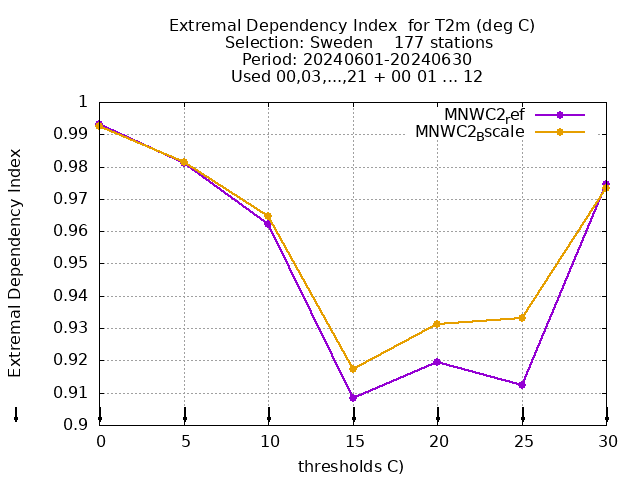 Extremal Dependency Index  for T2m (deg C)
Selection: Sweden    177 stations
Period: 20240601-20240630
Used 00,03,...,21 + 00 01 ... 12
MNWC2ref
MNWC2Bscale
Extremal Dependency Index
1
0.99
0.98
0.97
0.96
0.95
0.94
0.93
0.92
0.91
0.9
0 5 10 15 20 25 30
thresholds C)